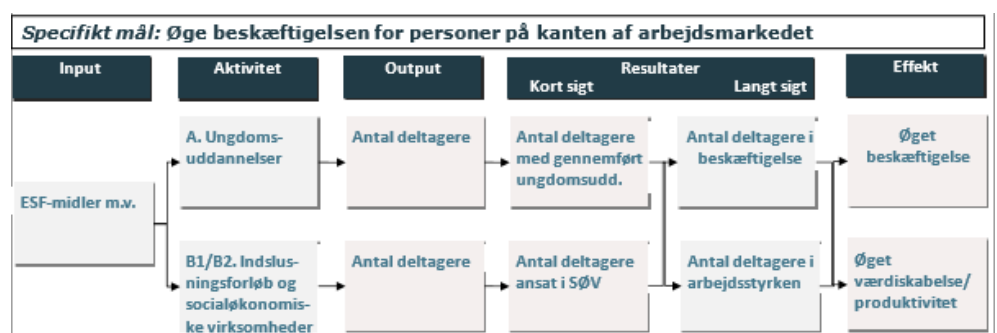 Specifikt mål: Øge beskæftigelsen for personer på kanten af arbejdsmarkedet
Input
Aktivitet
Output
Resultater
Kort sigt
Langt sigt
Effekt
ESF-midler m.v.
A. Ungdoms-
uddannelser
Antal deltagere
Antal deltagere
med gennemført
ungdomsudd.
Antal deltagere i
beskæftigelse
Øget
beskæftigelse
B1/B2. Indslus-
ningsforløb og
socialøkonomis-
ke virksomheder
Antal deltagere
Antal deltagere
ansat i SØV
Antal deltagere i
arbejdsstyrken
Øget
værdiskabelse/
produktivitet